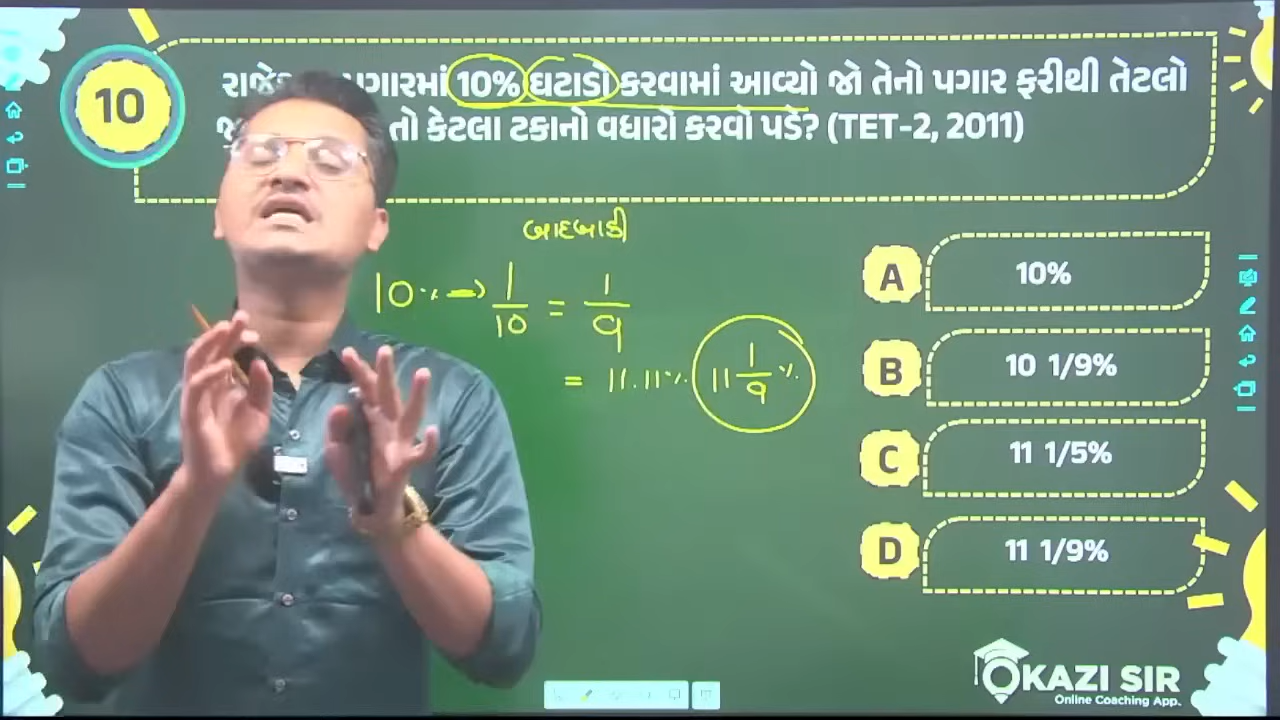 10
પગારમાં 10% ઘટાડો કરવામાં આવ્યો જો તેનો પગાર ફરીથી તેટલો
તો કેટલા ટકાનો વધારો કરવો પડે? (TET-2, 2011)
બાદબાકી
10% → 1/10 = 1/9
= 11.11% 11 1/9 %
A 10%
B 10 1/9%
C 11 1/5%
D 11 1/9%
KAZI SIR
Online Coaching App.